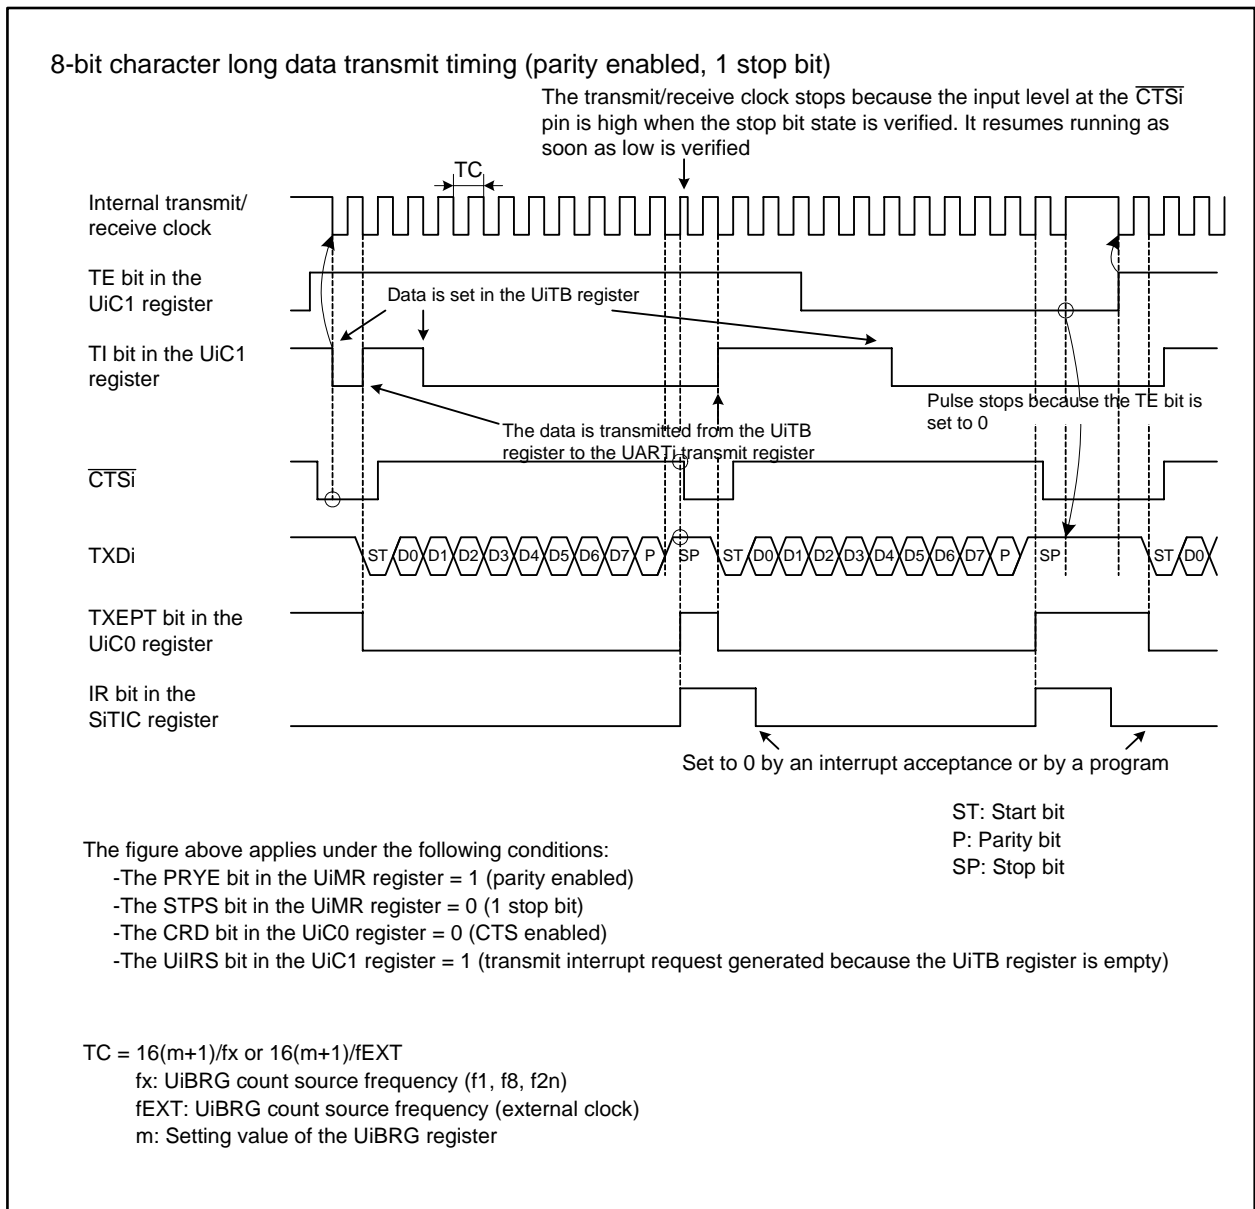 8-bit character long data transmit timing (parity enabled, 1 stop bit)
The transmit/receive clock stops because the input level at the CTSi
pin is high when the stop bit state is verified. It resumes running as
soon as low is verified
TC
Internal transmit/
receive clock
TE bit in the
UiC1 register
Data is set in the UiTB register
TI bit in the UiC1
register
Pulse stops because the TE bit is
set to 0
The data is transmitted from the UiTB
register to the UARTi transmit register
CTSi
TXDi
ST D0 D1 D2 D3 D4 D5 D6 D7 P SP ST D0 D1 D2 D3 D4 D5 D6 D7 P SP ST D0
TXEPT bit in the
UiC0 register
IR bit in the
SiTIC register
Set to 0 by an interrupt acceptance or by a program
ST: Start bit
P: Parity bit
SP: Stop bit
The figure above applies under the following conditions:
-The PRYE bit in the UiMR register = 1 (parity enabled)
-The STPS bit in the UiMR register = 0 (1 stop bit)
-The CRD bit in the UiC0 register = 0 (CTS enabled)
-The UiIRS bit in the UiC1 register = 1 (transmit interrupt request generated because the UiTB register is empty)
TC = 16(m+1)/fx or 16(m+1)/fEXT
fx: UiBRG count source frequency (f1, f8, f2n)
fEXT: UiBRG count source frequency (external clock)
m: Setting value of the UiBRG register